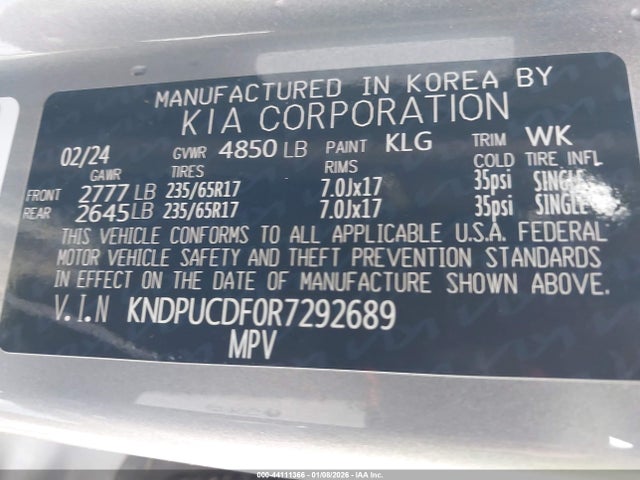 MANUFACTURED IN KOREA BY
KIA CORPORATION
02/24 GVWR 4850 LB PAINT KLG TRIM WK
GAWR TIRES RIMS COLD TIRE INFL
FRONT 2777 LB 235/65R17 7.0Jx17 35psi SINGLE
REAR 2645 LB 235/65R17 7.0Jx17 35psi SINGLE
THIS VEHICLE CONFORMS TO ALL APPLICABLE U.S.A. FEDERAL
MOTOR VEHICLE SAFETY AND THEFT PREVENTION STANDARDS
IN EFFECT ON THE DATE OF MANUFACTURE SHOWN ABOVE.
V.I.N KNDPUCDF0R7292689
MPV
000-44111366 - 01/08/2026 - IAA Inc.